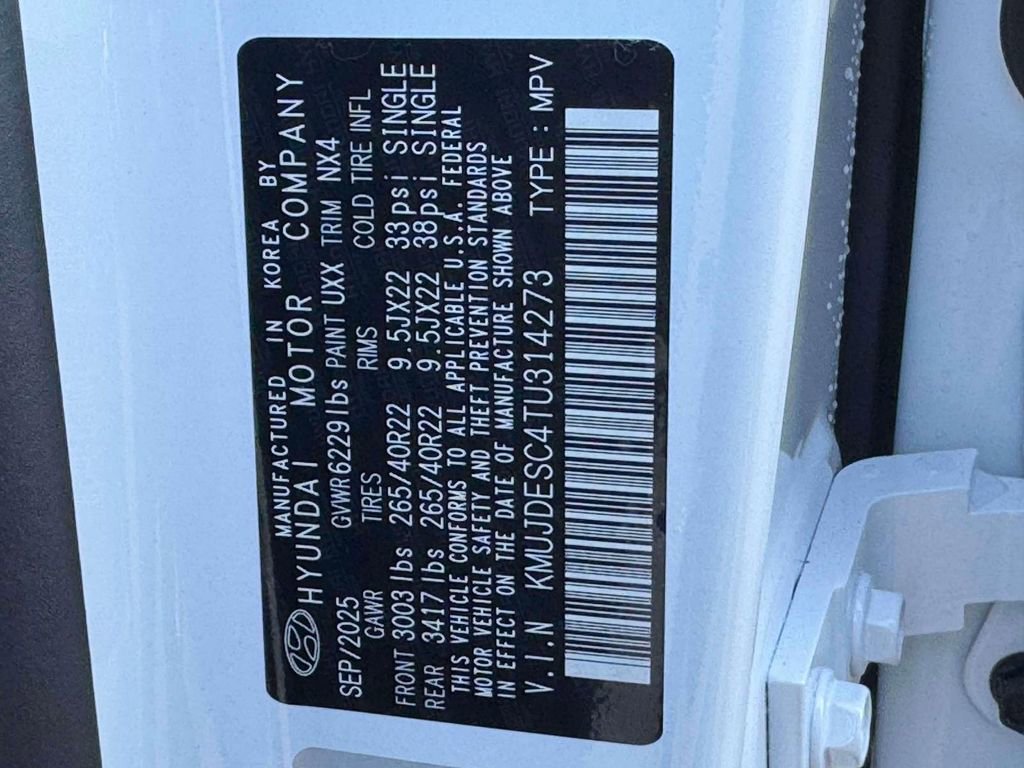 MANUFACTURED IN KOREA BY
HYUNDAI MOTOR COMPANY
SEP/2025 GVWR6229lbs PAINT UXX TRIM NX4
GAWR TIRES RIMS COLD TIRE INFL
FRONT 3003lbs 265/40R22 9.5JX22 33psi SINGLE
REAR 3417lbs 265/40R22 9.5JX22 38psi SINGLE
THIS VEHICLE CONFORMS TO ALL APPLICABLE U.S.A. FEDERAL
MOTOR VEHICLE SAFETY AND THEFT PREVENTION STANDARDS
IN EFFECT ON THE DATE OF MANUFACTURE SHOWN ABOVE
V.I.N KMUJDESC4TU314273 TYPE : MPV